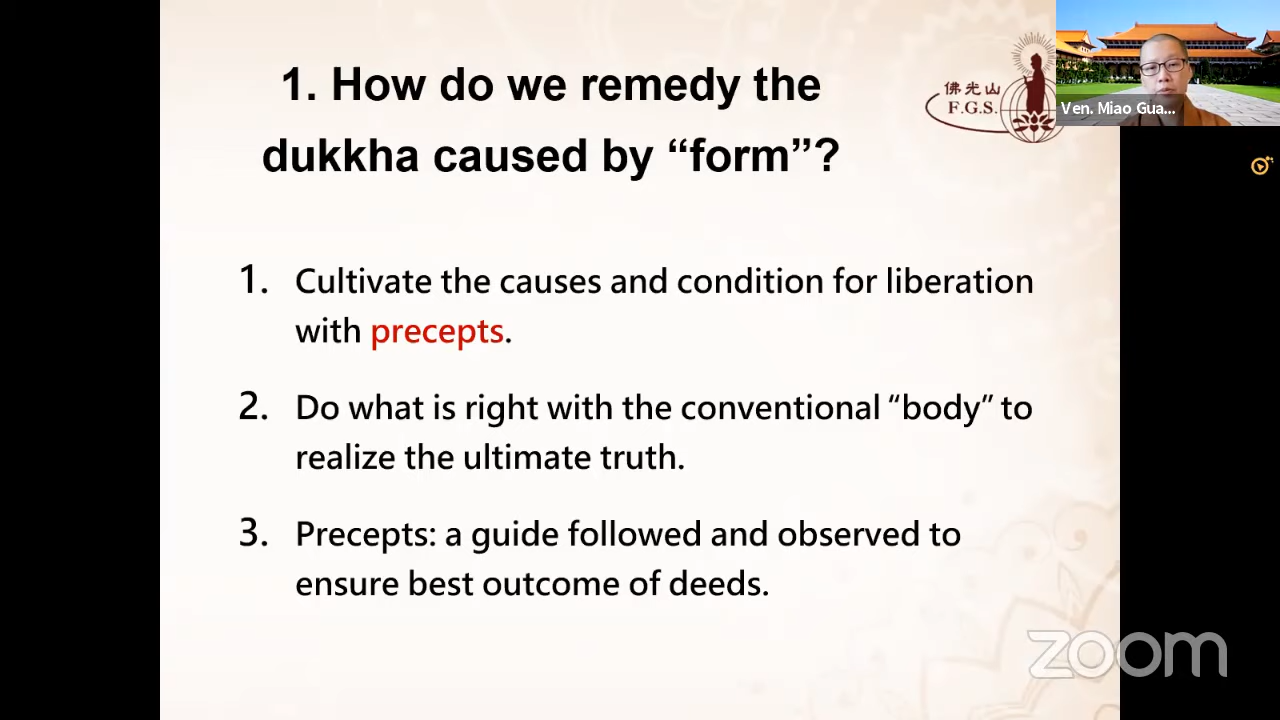 1. How do we remedy the
dukkha caused by “form”?
佛光山
F.G.S.
Ven. Miao Gua...
1. Cultivate the causes and condition for liberation
with precepts.
2. Do what is right with the conventional “body” to
realize the ultimate truth.
3. Precepts: a guide followed and observed to
ensure best outcome of deeds.
zoom